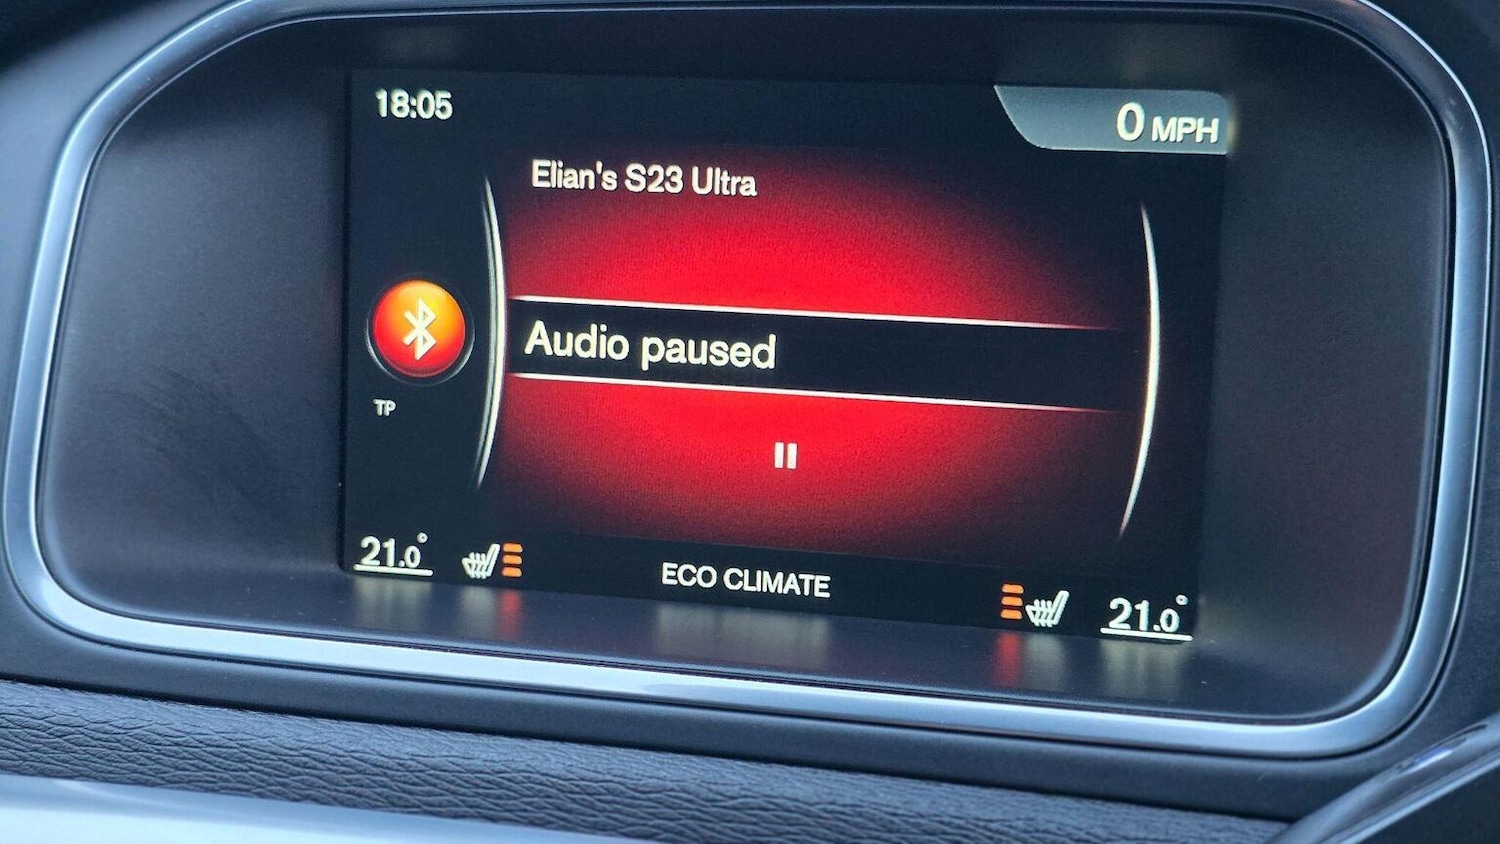 18:05
0 MPH
Elian's S23 Ultra
Audio paused
TP
21.0°
ECO CLIMATE
21.0°